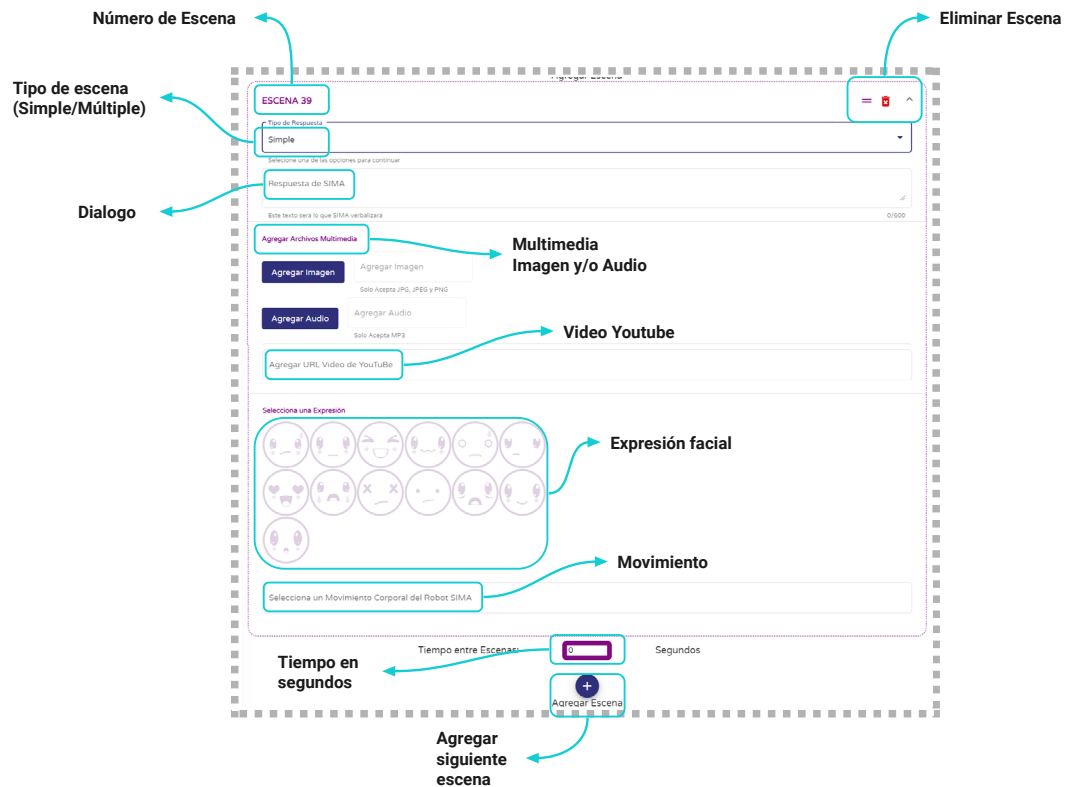 Número de Escena
Eliminar Escena
Tipo de escena
(Simple/Múltiple)
Agregar Escena
ESCENA 39
Tipo de Respuesta
Simple
Selecione una de las opciones para continuar
Respuesta de SIMA
Dialogo
Este texto será lo que SIMA verbalizará
0/600
Agregar Archivos Multimedia
Multimedia
Imagen y/o Audio
Agregar Imagen
Agregar Imagen
Solo Acepta JPG, JPEG y PNG
Agregar Audio
Agregar Audio
Solo Acepta MP3
Video Youtube
Agregar URL Video de YouTuBe
Selecciona una Expresión
Expresión facial
Movimiento
Selecciona un Movimiento Corporal del Robot SIMA
Tiempo entre Escenas:
0
Segundos
Tiempo en
segundos
Agregar Escena
Agregar
siguiente
escena